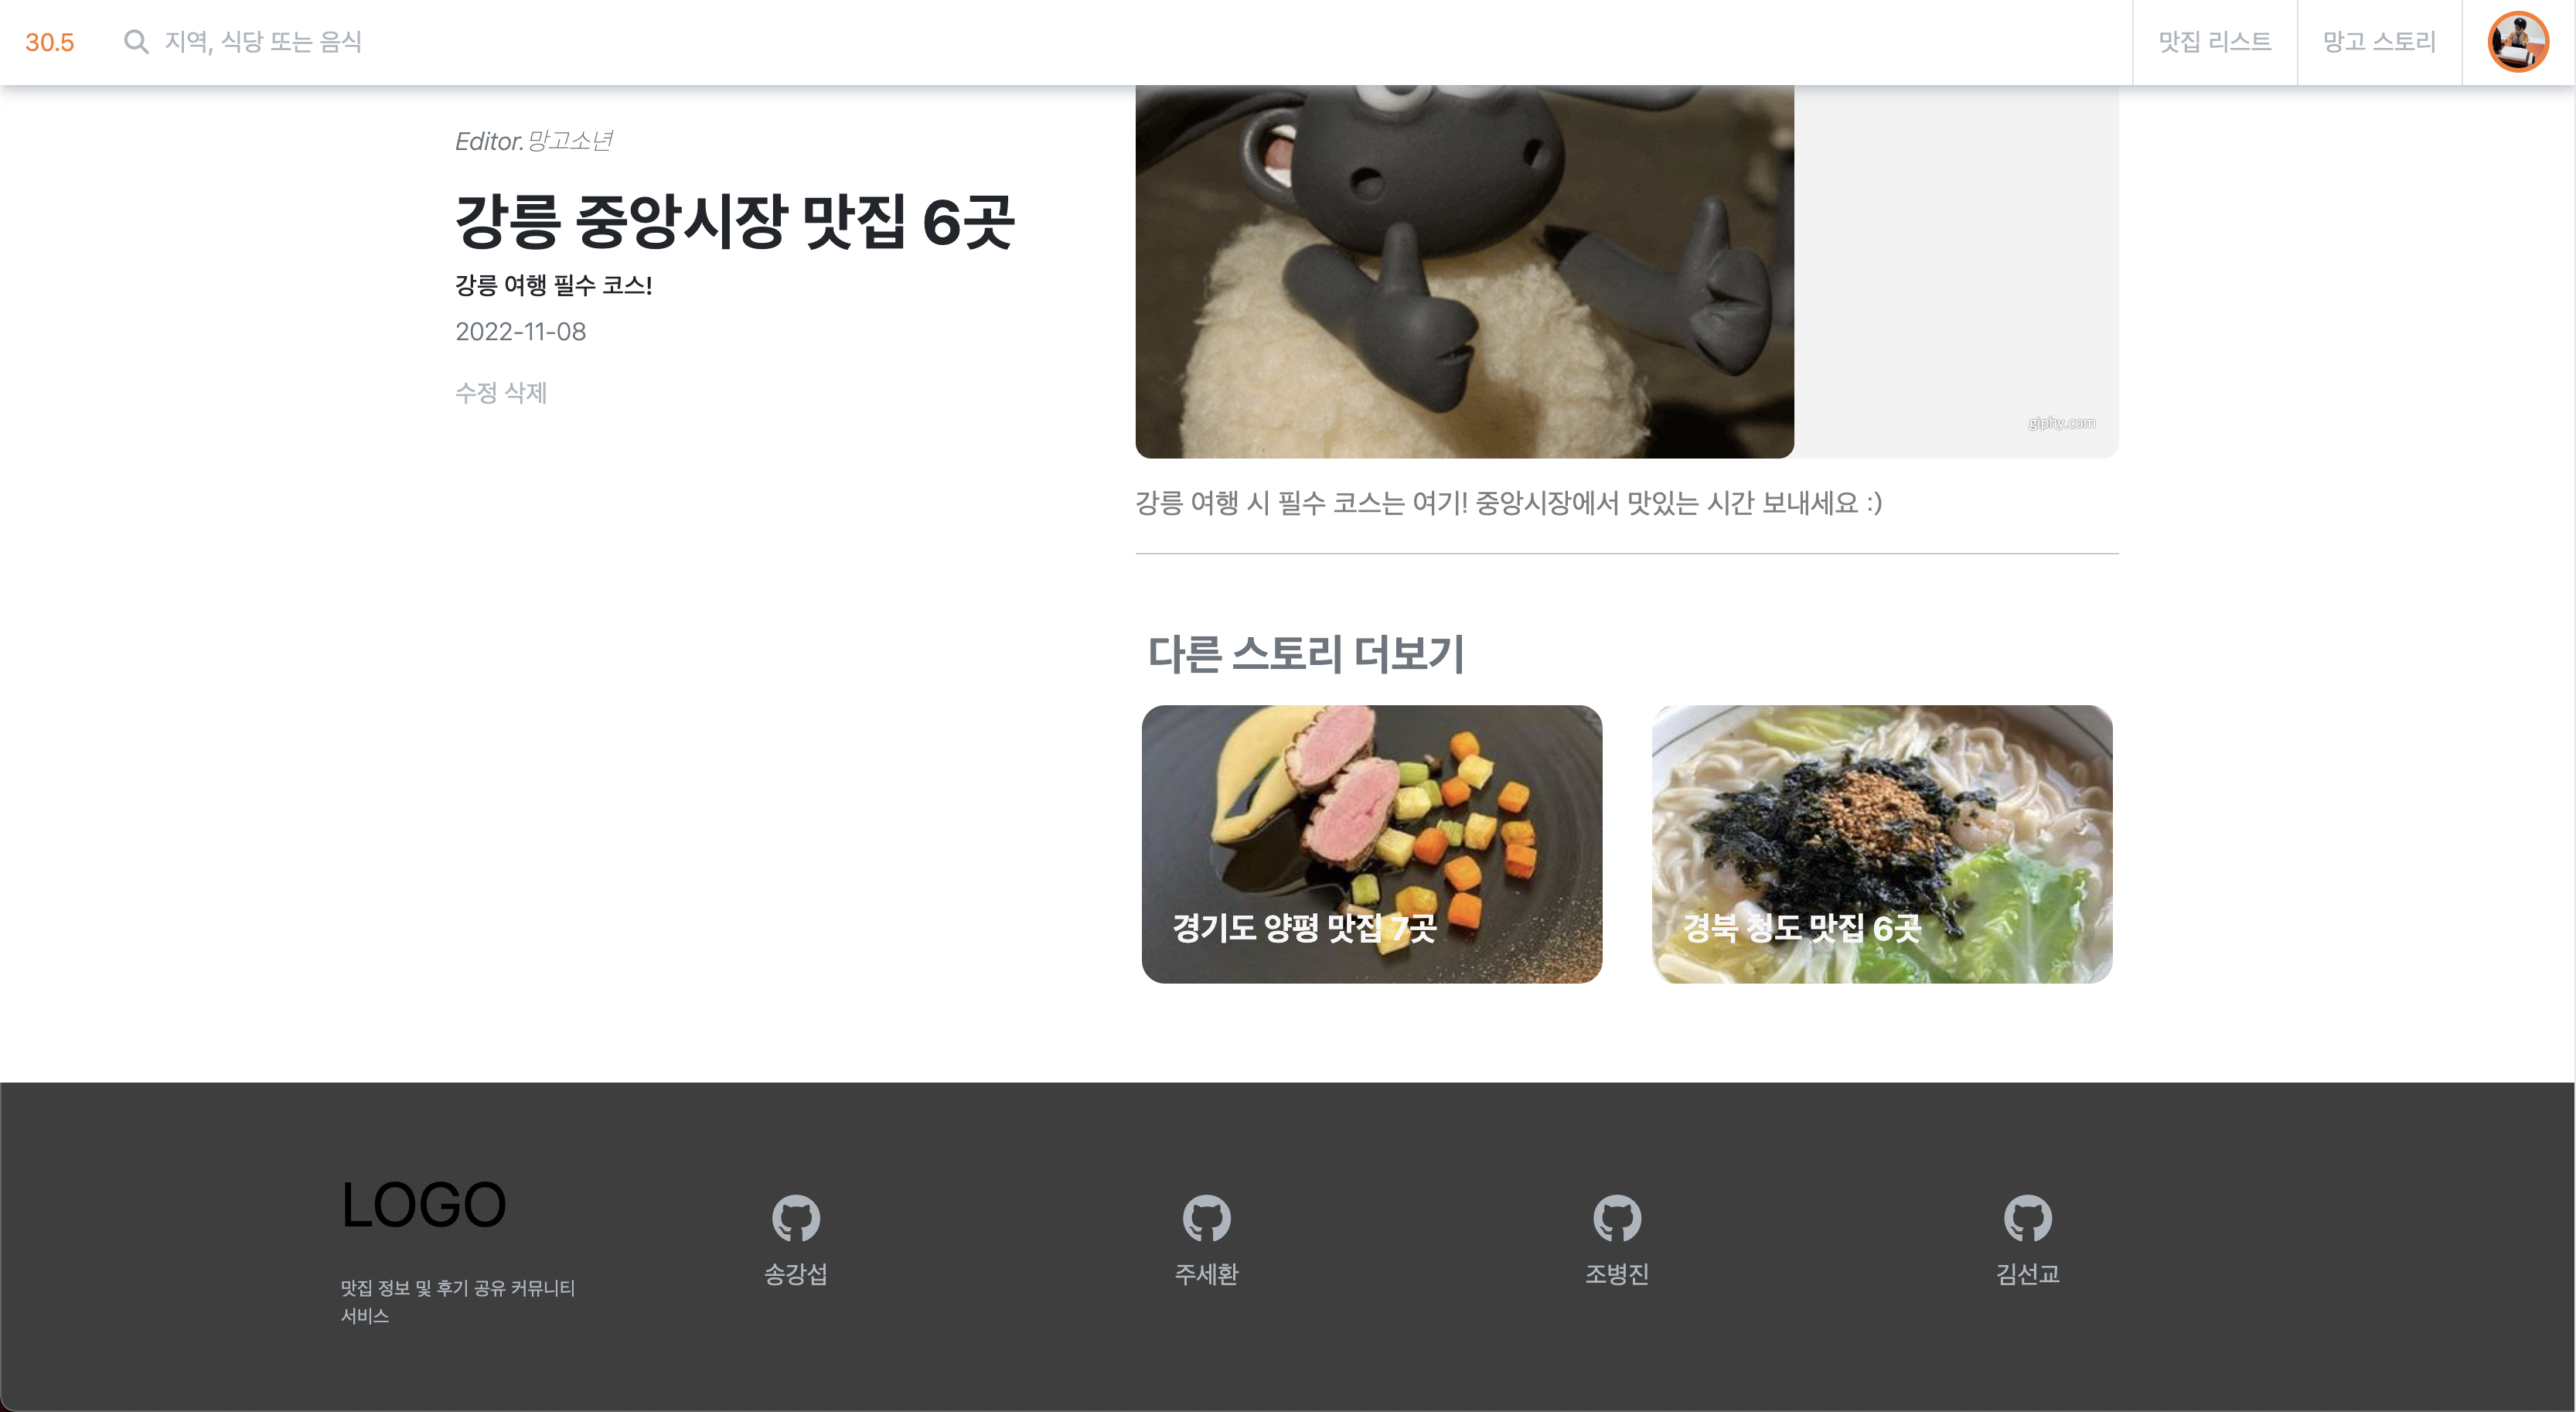 30.5
지역, 식당 또는 음식
맛집 리스트
망고 스토리
Editor.망고소년
강릉 중앙시장 맛집 6곳
강릉 여행 필수 코스!
2022-11-08
수정 삭제
giphy.com
강릉 여행 시 필수 코스는 여기! 중앙시장에서 맛있는 시간 보내세요 :)
다른 스토리 더보기
경기도 양평 맛집 7곳
경북 청도 맛집 6곳
LOGO
맛집 정보 및 후기 공유 커뮤니티
서비스
송강섭
주세환
조병진
김선교